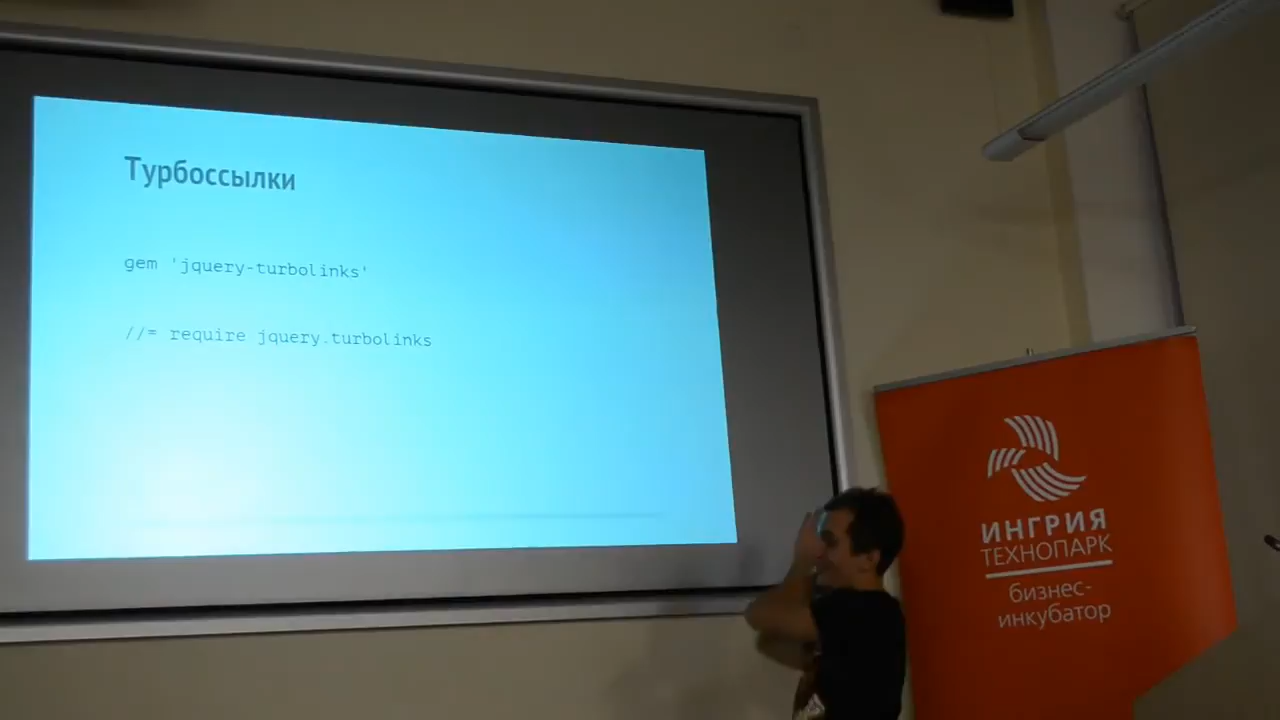 Турбоссылки
gem 'jquery-turbolinks'
//= require jquery.turbolinks
ИНГРИЯ
ТЕХНОПАРК
бизнес-
инкубатор